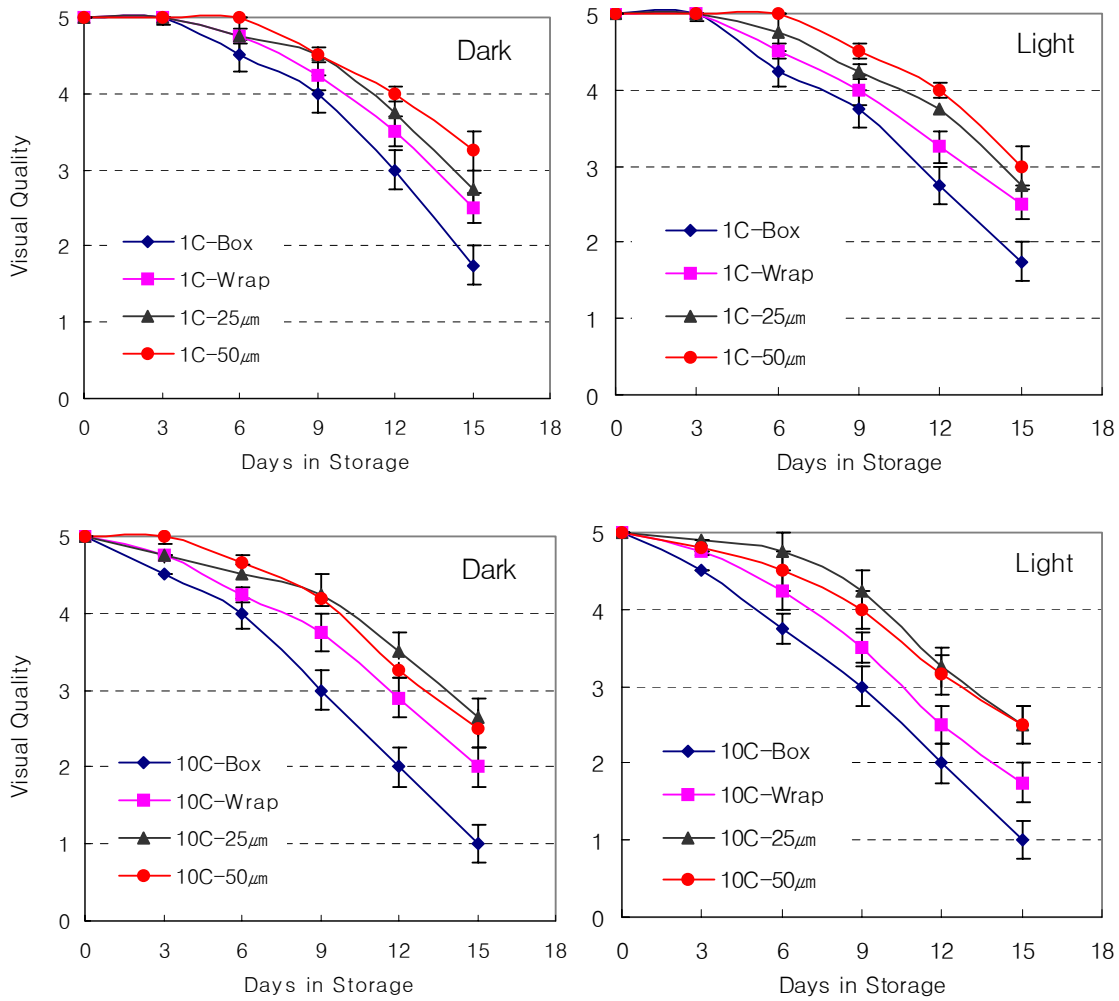 5
4
3
2
1
0
Visual Quality
Dark
1C-Box
1C-Wrap
1C-25μm
1C-50μm
0 3 6 9 12 15 18
Days in Storage
5
4
3
2
1
0
Light
1C-Box
1C-Wrap
1C-25μm
1C-50μm
0 3 6 9 12 15 18
Days in Storage
5
4
3
2
1
0
Visual Quality
Dark
10C-Box
10C-Wrap
10C-25μm
10C-50μm
0 3 6 9 12 15 18
Days in Storage
5
4
3
2
1
0
Light
10C-Box
10C-Wrap
10C-25μm
10C-50μm
0 3 6 9 12 15 18
Days in Storage